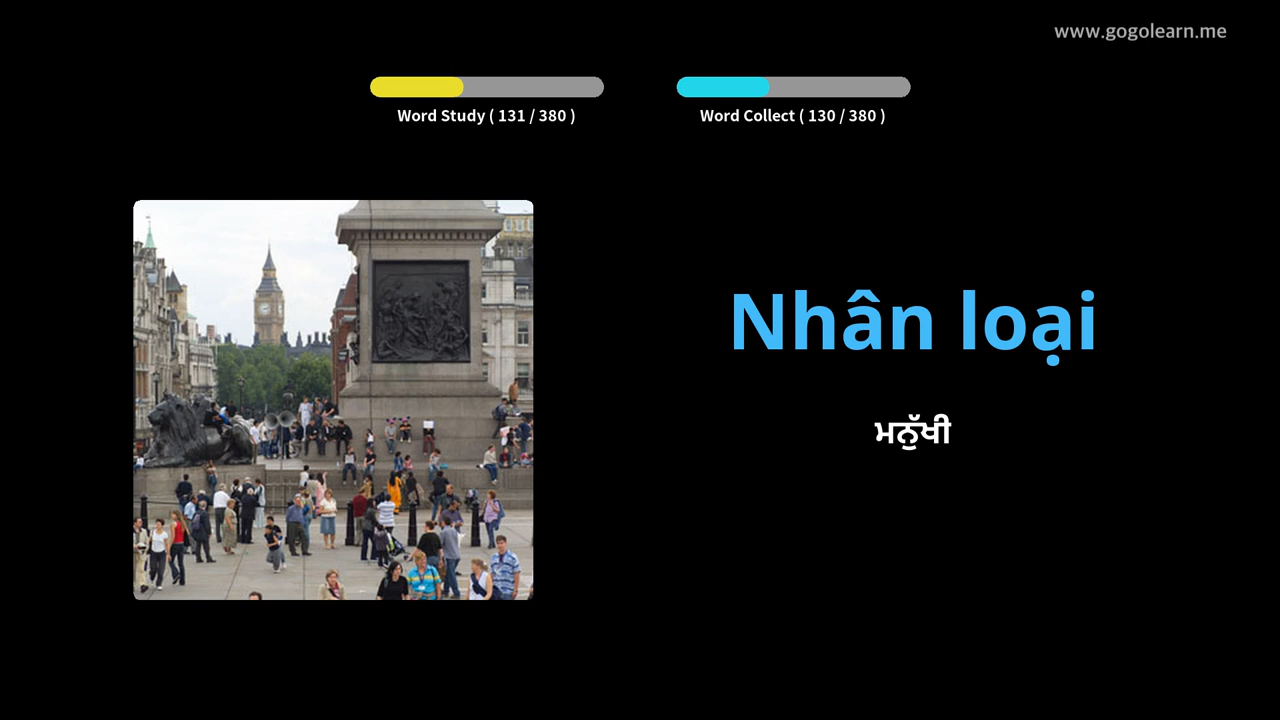 www.gogolearn.me
Word Study ( 131 / 380 )
Word Collect ( 130 / 380 )
Nhân loại
ਮਨੁੱਖੀ